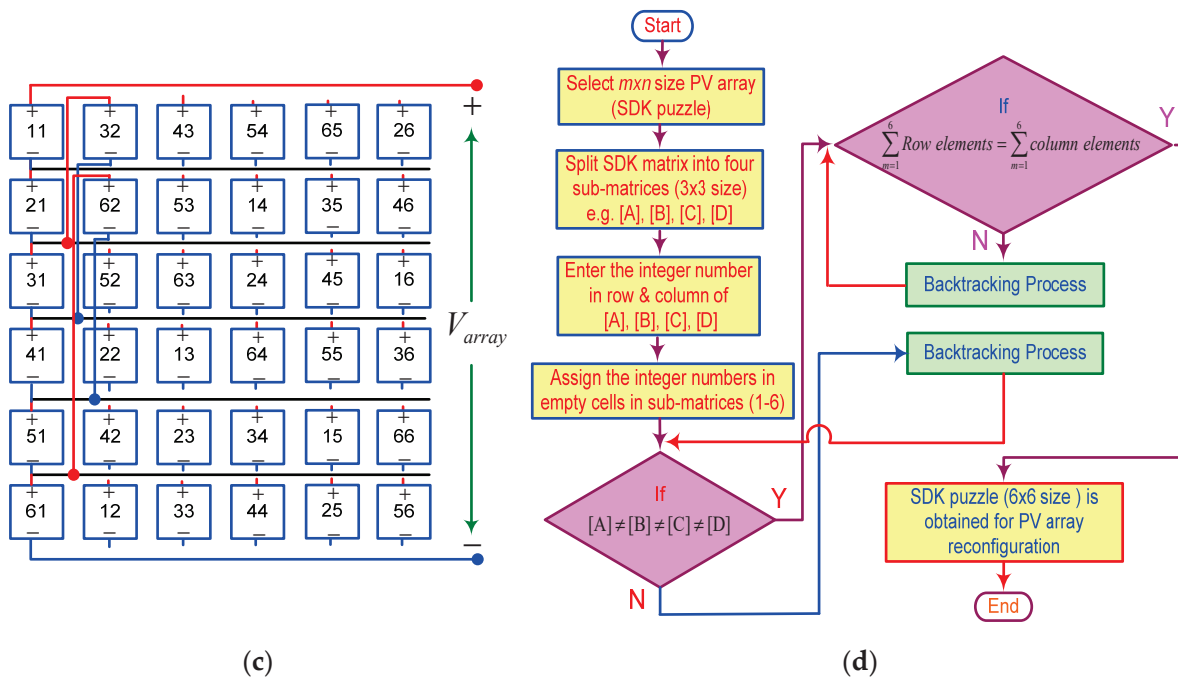 + + + + + +
11 32 43 54 65 26
− − − − − −
+ + + + + +
21 62 53 14 35 46
− − − − − −
+ + + + + +
31 52 63 24 45 16
− − − − − −
+ + + + + +
41 22 13 64 55 36
− − − − − −
+ + + + + +
51 42 23 34 15 66
− − − − − −
+ + + + + +
61 12 33 44 25 56
− − − − − −
+
V_array
−
(c)
Start
Select mxn size PV array
(SDK puzzle)
Split SDK matrix into four
sub-matrices (3x3 size)
e.g. [A], [B], [C], [D]
Enter the integer number
in row & column of
[A], [B], [C], [D]
Assign the integer numbers in
empty cells in sub-matrices (1-6)
If
[A] ≠ [B] ≠ [C] ≠ [D]
Y
N
If
6 6
∑ Row elements = ∑ column elements
m=1 m=1
Y
N
Backtracking Process
Backtracking Process
SDK puzzle (6x6 size ) is
obtained for PV array
reconfiguration
End
(d)